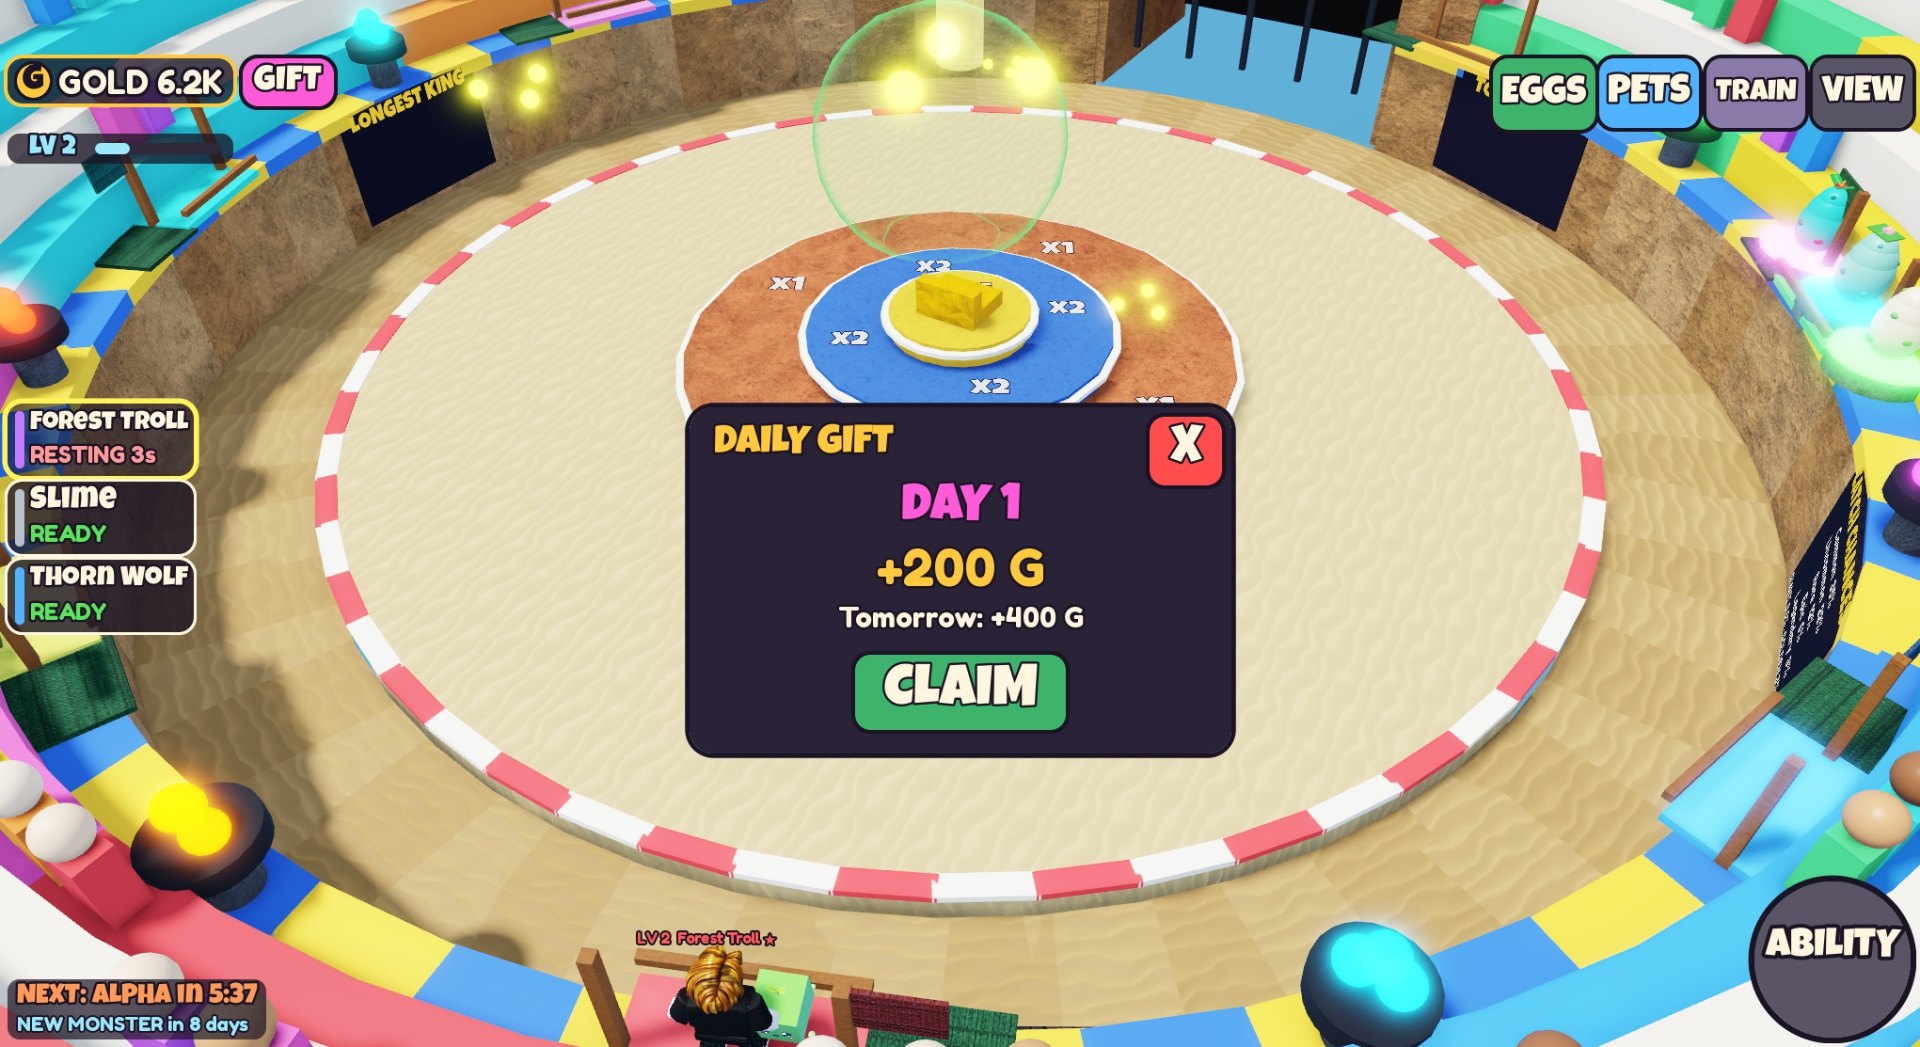 GOLD 6.2K
GIFT
LV 2
LONGEST KING
EGGS
PETS
TRAIN
VIEW
X1
X1
X2
X2
X2
X2
FOREST TROLL
RESTING 3s
SLIME
READY
THORN WOLF
READY
DAILY GIFT
X
DAY 1
+200 G
Tomorrow: +400 G
CLAIM
LV2 Forest Troll ★
ABILITY
NEXT: ALPHA in 5:37
NEW MONSTER in 8 days